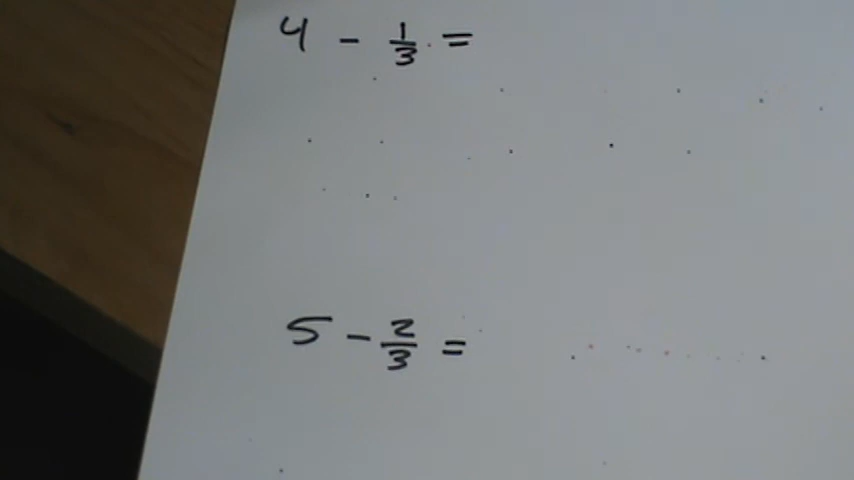 4 - 1/3 =
5 - 2/3 =